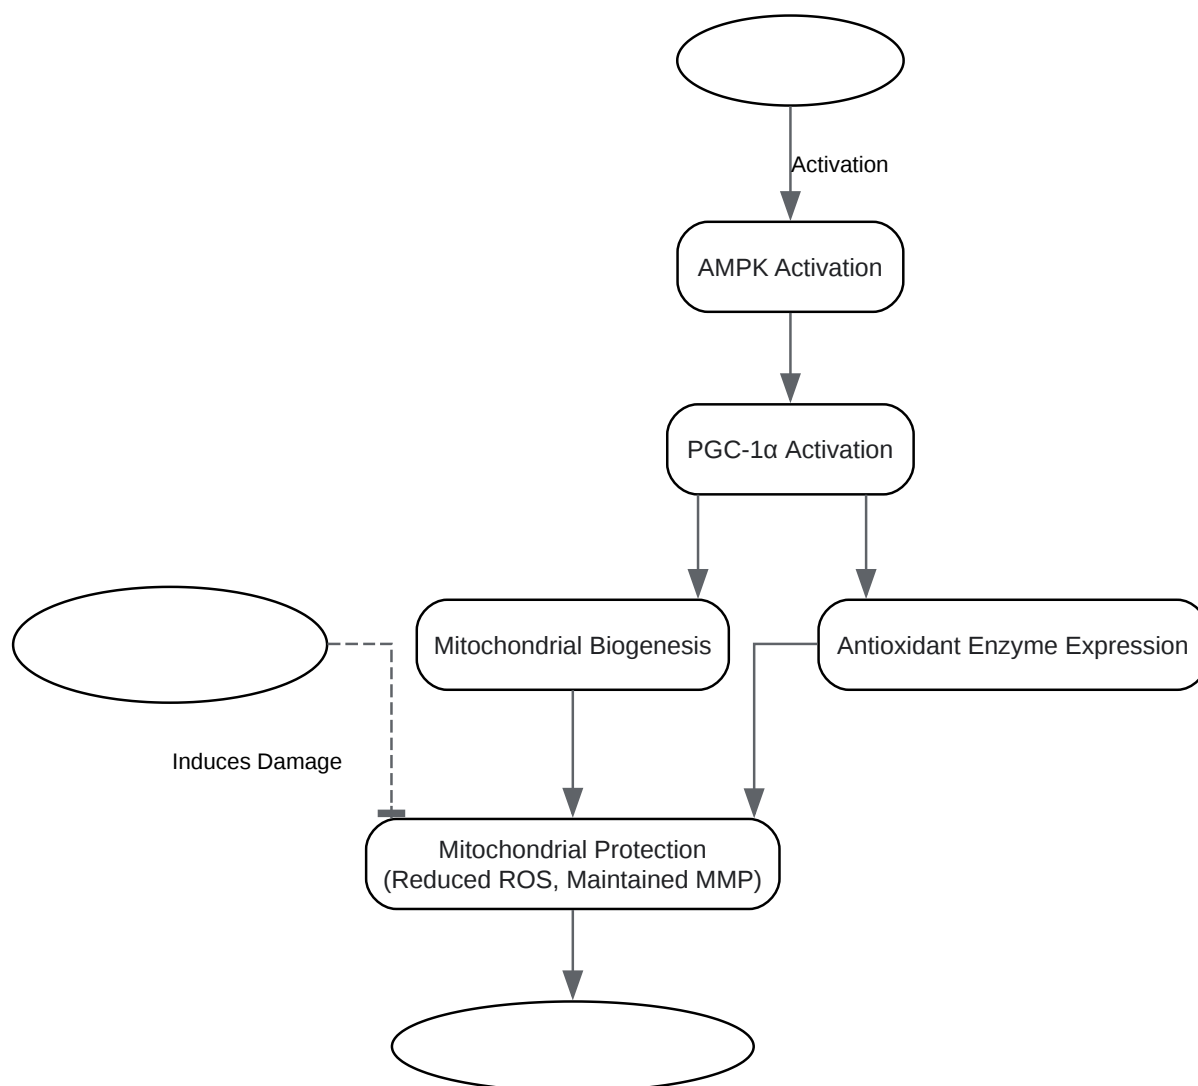 Activation
AMPK Activation
PGC-1α Activation
Mitochondrial Biogenesis
Antioxidant Enzyme Expression
Induces Damage
Mitochondrial Protection
(Reduced ROS, Maintained MMP)